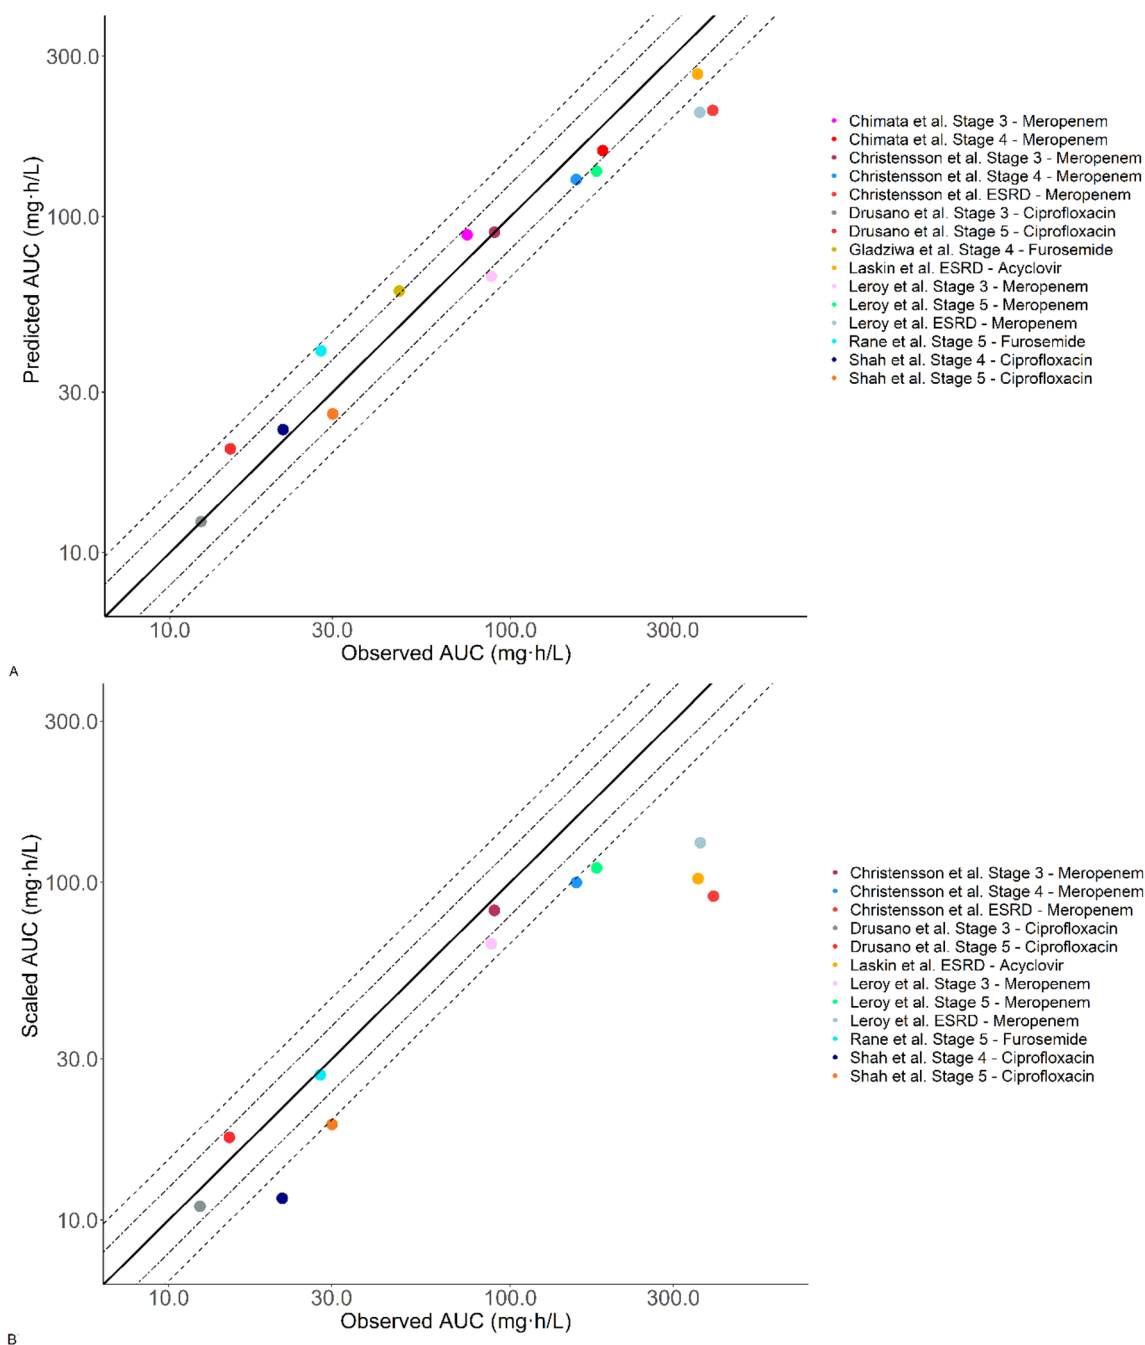 300.0
100.0
30.0
10.0
Predicted AUC (mg·h/L)
10.0
30.0
100.0
300.0
Observed AUC (mg·h/L)
Chimata et al. Stage 3 - Meropenem
Chimata et al. Stage 4 - Meropenem
Christensson et al. Stage 3 - Meropenem
Christensson et al. Stage 4 - Meropenem
Christensson et al. ESRD - Meropenem
Drusano et al. Stage 3 - Ciprofloxacin
Drusano et al. Stage 5 - Ciprofloxacin
Gladziwa et al. Stage 4 - Furosemide
Laskin et al. ESRD - Acyclovir
Leroy et al. Stage 3 - Meropenem
Leroy et al. Stage 5 - Meropenem
Leroy et al. ESRD - Meropenem
Rane et al. Stage 5 - Furosemide
Shah et al. Stage 4 - Ciprofloxacin
Shah et al. Stage 5 - Ciprofloxacin
A
300.0
100.0
30.0
10.0
Scaled AUC (mg·h/L)
10.0
30.0
100.0
300.0
Observed AUC (mg·h/L)
Christensson et al. Stage 3 - Meropenem
Christensson et al. Stage 4 - Meropenem
Christensson et al. ESRD - Meropenem
Drusano et al. Stage 3 - Ciprofloxacin
Drusano et al. Stage 5 - Ciprofloxacin
Laskin et al. ESRD - Acyclovir
Leroy et al. Stage 3 - Meropenem
Leroy et al. Stage 5 - Meropenem
Leroy et al. ESRD - Meropenem
Rane et al. Stage 5 - Furosemide
Shah et al. Stage 4 - Ciprofloxacin
Shah et al. Stage 5 - Ciprofloxacin
B